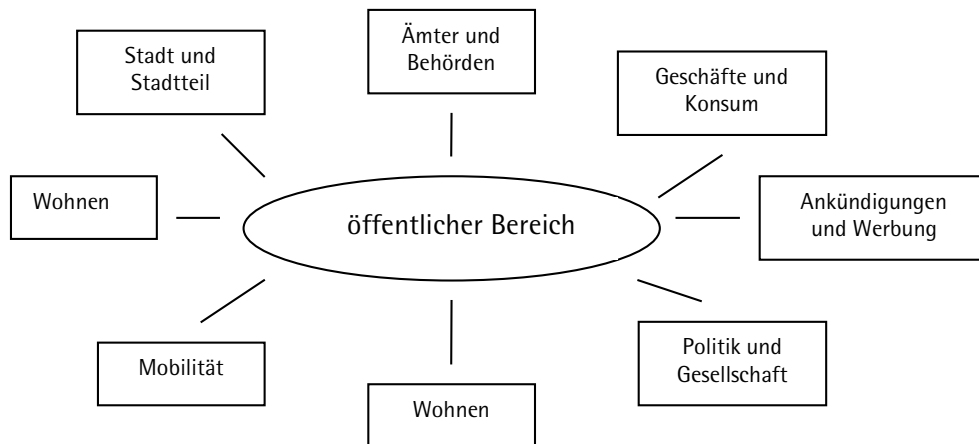 Ämter und
Behörden
Stadt und
Stadtteil
Geschäfte und
Konsum
Wohnen
öffentlicher Bereich
Ankündigungen
und Werbung
Mobilität
Politik und
Gesellschaft
Wohnen